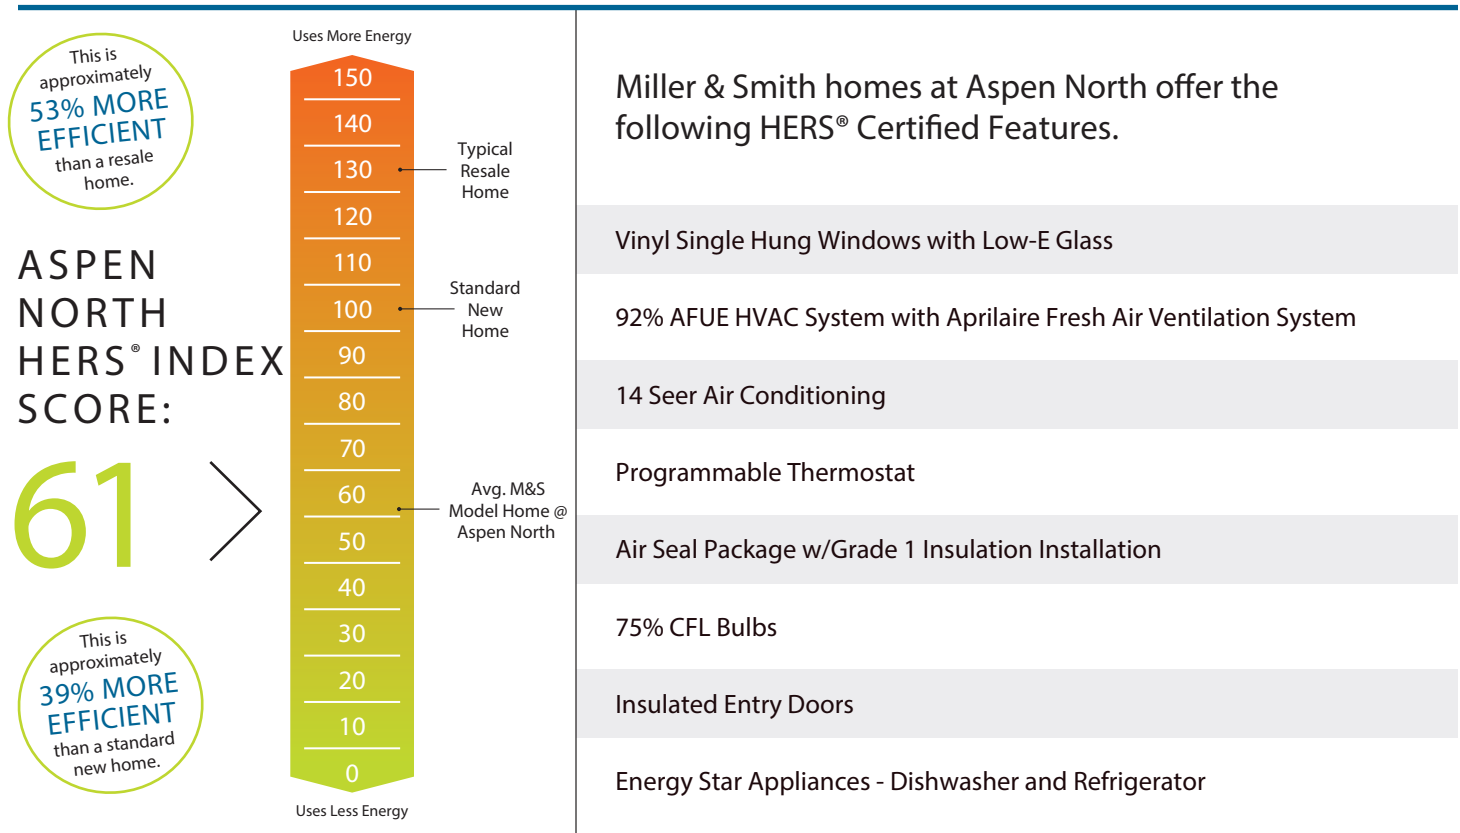 This is
approximately
53% MORE
EFFICIENT
than a resale
home.
ASPEN
NORTH
HERS® INDEX
SCORE:
61
This is
approximately
39% MORE
EFFICIENT
than a standard
new home.
Uses More Energy
150
140
130
120
110
100
90
80
70
60
50
40
30
20
10
0
Uses Less Energy
Typical
Resale
Home
Standard
New
Home
Avg. M&S
Model Home @
Aspen North
Miller & Smith homes at Aspen North offer the
following HERS® Certified Features.
Vinyl Single Hung Windows with Low-E Glass
92% AFUE HVAC System with Aprilaire Fresh Air Ventilation System
14 Seer Air Conditioning
Programmable Thermostat
Air Seal Package w/Grade 1 Insulation Installation
75% CFL Bulbs
Insulated Entry Doors
Energy Star Appliances - Dishwasher and Refrigerator